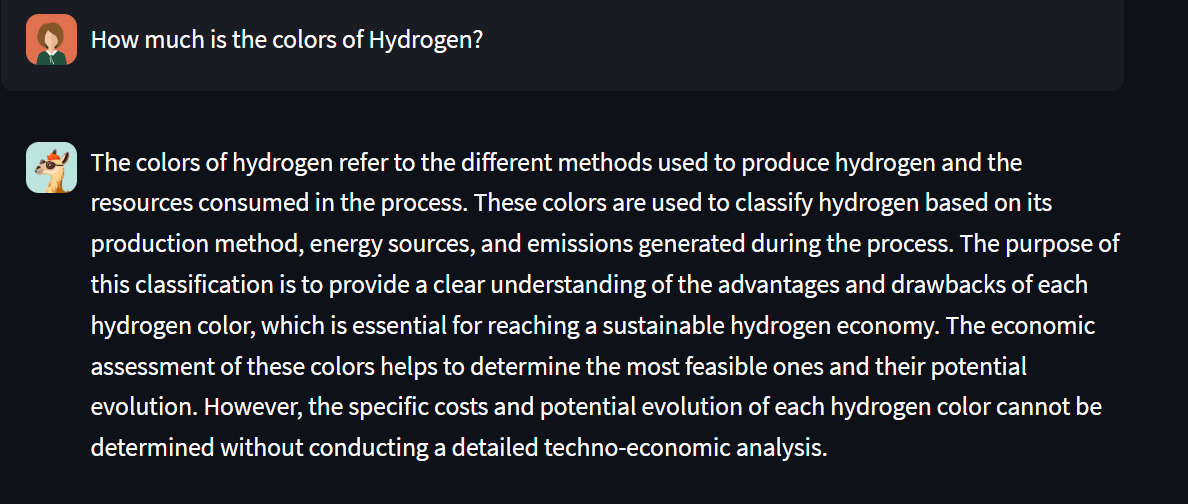 How much is the colors of Hydrogen?
The colors of hydrogen refer to the different methods used to produce hydrogen and the
resources consumed in the process. These colors are used to classify hydrogen based on its
production method, energy sources, and emissions generated during the process. The purpose of
this classification is to provide a clear understanding of the advantages and drawbacks of each
hydrogen color, which is essential for reaching a sustainable hydrogen economy. The economic
assessment of these colors helps to determine the most feasible ones and their potential
evolution. However, the specific costs and potential evolution of each hydrogen color cannot be
determined without conducting a detailed techno-economic analysis.